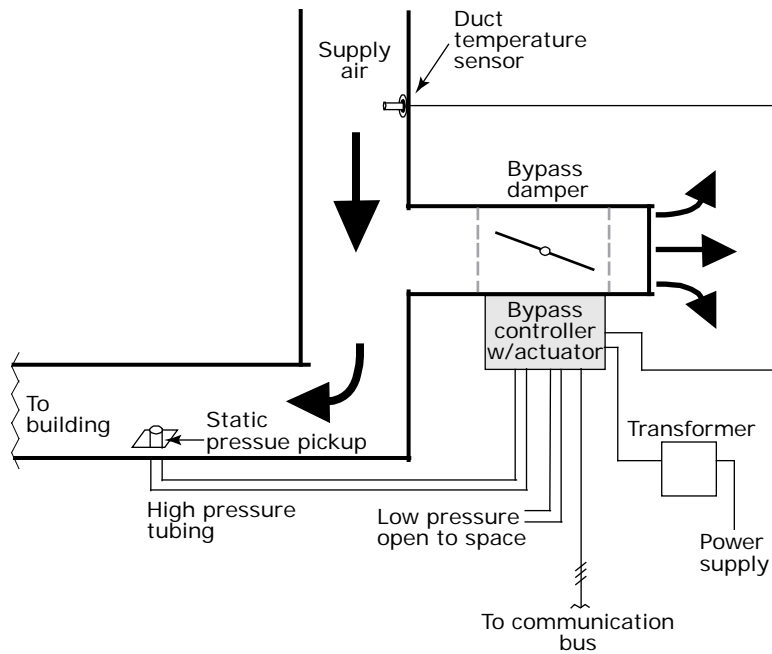 Supply
air
Duct
temperature
sensor
Bypass
damper
Bypass
controller
w/actuator
To
building
Static
pressue pickup
Transformer
High pressure
tubing
Low pressure
open to space
Power
supply
To communication
bus